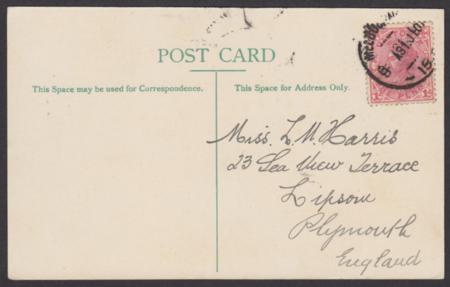 POST CARD
This Space may be used for Correspondence.
This Space for Address Only.
Miss. L. M. Harris
23 Sea View Terrace
Lipson
Plymouth
England